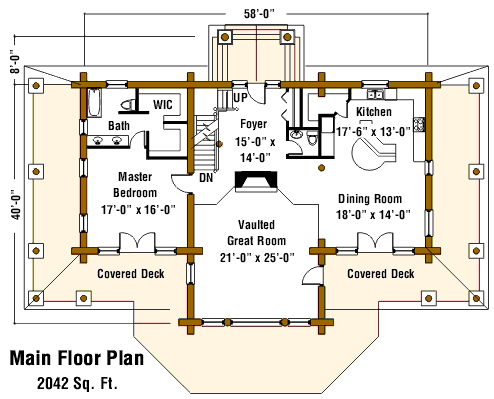 58'-0"
8'-0"
40'-0"
UP
WIC
Bath
Foyer
15'-0" x
14'-0"
Kitchen
17'-6" x 13'-0"
DN
Master
Bedroom
17'-0" x 16'-0"
Dining Room
18'-0" x 14'-0"
Vaulted
Great Room
21'-0" x 25'-0"
Covered Deck
Covered Deck
Main Floor Plan
2042 Sq. Ft.